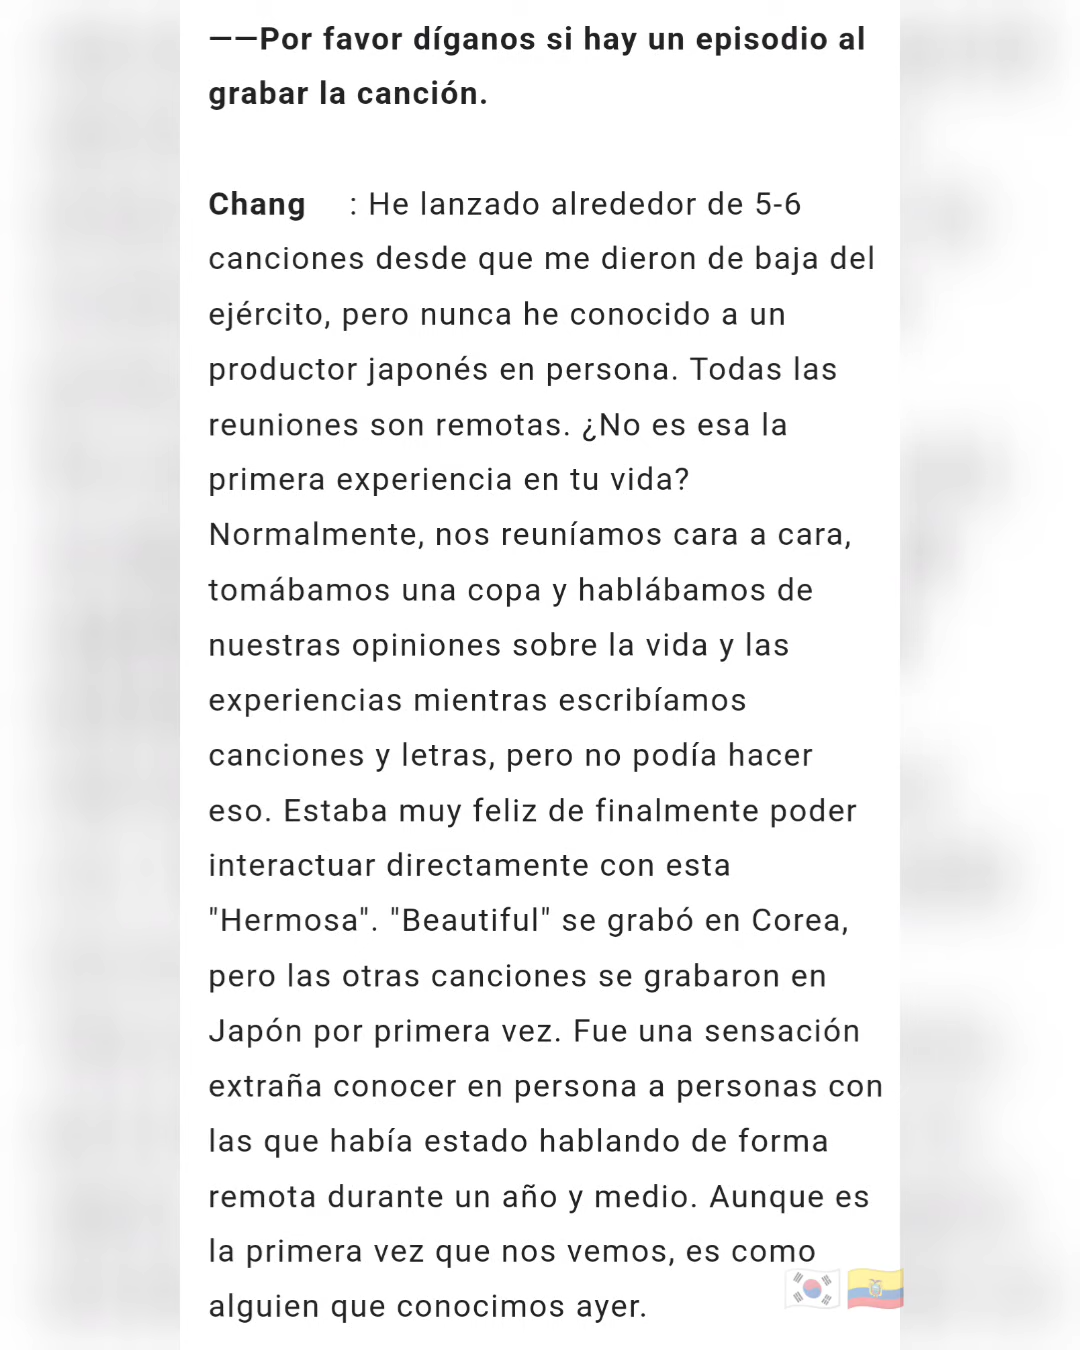 ——Por favor díganos si hay un episodio al
grabar la canción.
Chang : He lanzado alrededor de 5-6
canciones desde que me dieron de baja del
ejército, pero nunca he conocido a un
productor japonés en persona. Todas las
reuniones son remotas. ¿No es esa la
primera experiencia en tu vida?
Normalmente, nos reuníamos cara a cara,
tomábamos una copa y hablábamos de
nuestras opiniones sobre la vida y las
experiencias mientras escribíamos
canciones y letras, pero no podía hacer
eso. Estaba muy feliz de finalmente poder
interactuar directamente con esta
"Hermosa". "Beautiful" se grabó en Corea,
pero las otras canciones se grabaron en
Japón por primera vez. Fue una sensación
extraña conocer en persona a personas con
las que había estado hablando de forma
remota durante un año y medio. Aunque es
la primera vez que nos vemos, es como
alguien que conocimos ayer.